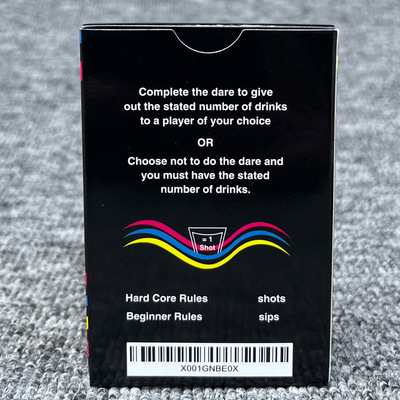 Complete the dare to give
out the stated number of drinks
to a player of your choice
OR
Choose not to do the dare and
you must have the stated
number of drinks.
= 1
Shot
Hard Core Rules shots
Beginner Rules sips
X001GNBE0X